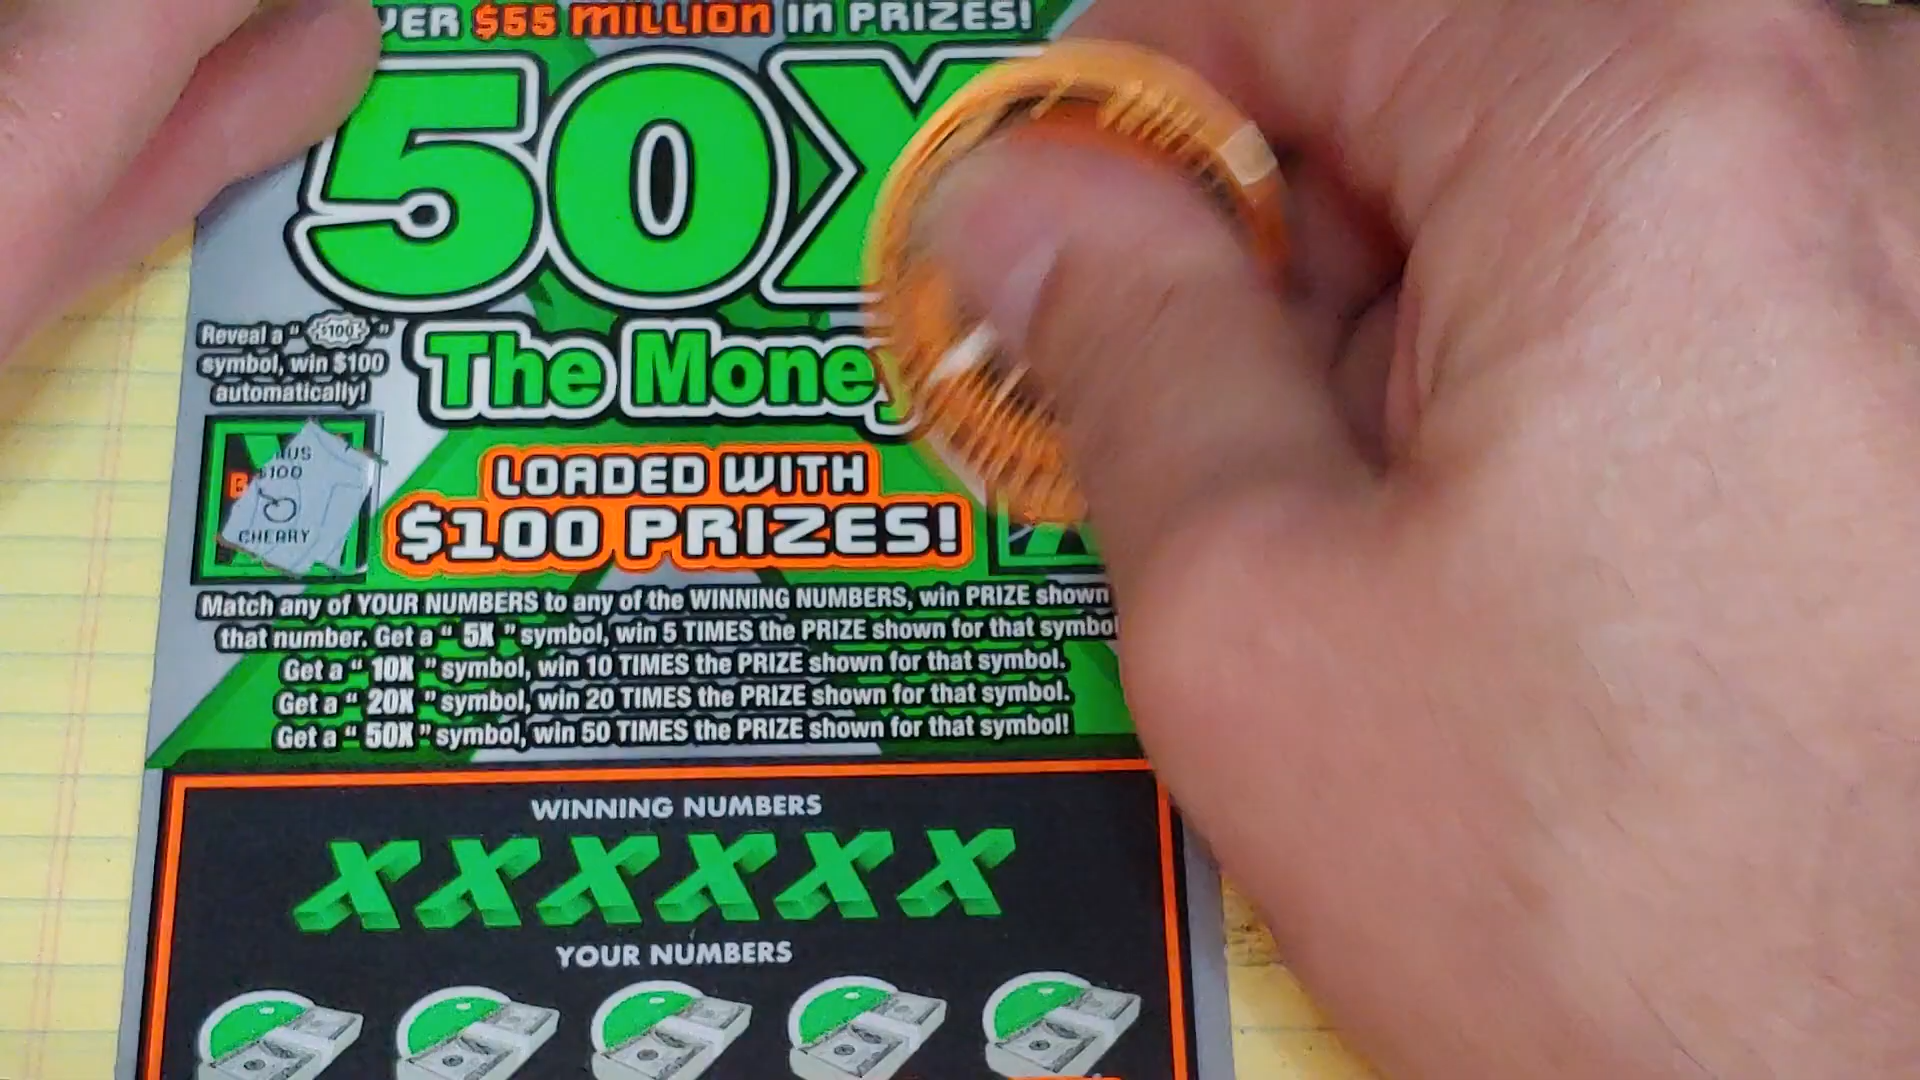 VER $55 MILLION IN PRIZES!
50X
Reveal a " $100 "
symbol, win $100
automatically!
The Money
LOADED WITH
$100 PRIZES!
$100
CHERRY
Match any of YOUR NUMBERS to any of the WINNING NUMBERS, win PRIZE shown
that number. Get a " 5X " symbol, win 5 TIMES the PRIZE shown for that symbol
Get a " 10X " symbol, win 10 TIMES the PRIZE shown for that symbol.
Get a " 20X " symbol, win 20 TIMES the PRIZE shown for that symbol.
Get a " 50X " symbol, win 50 TIMES the PRIZE shown for that symbol!
WINNING NUMBERS
XXXXXX
YOUR NUMBERS